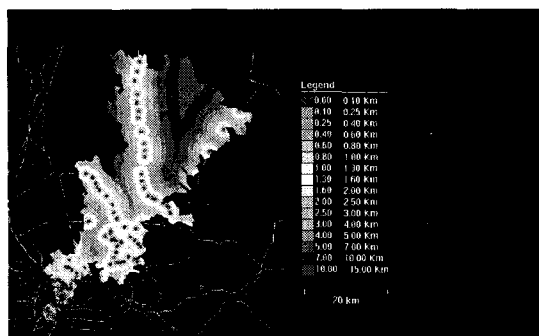 Legend
0.00 0.10 Km
0.10 0.25 Km
0.25 0.40 Km
0.40 0.60 Km
0.60 0.80 Km
0.80 1.00 Km
1.00 1.30 Km
1.30 1.60 Km
1.60 2.00 Km
2.00 2.50 Km
2.50 3.00 Km
3.00 4.00 Km
4.00 5.00 Km
5.00 7.00 Km
7.00 10.00 Km
10.00 15.00 Km
20 km